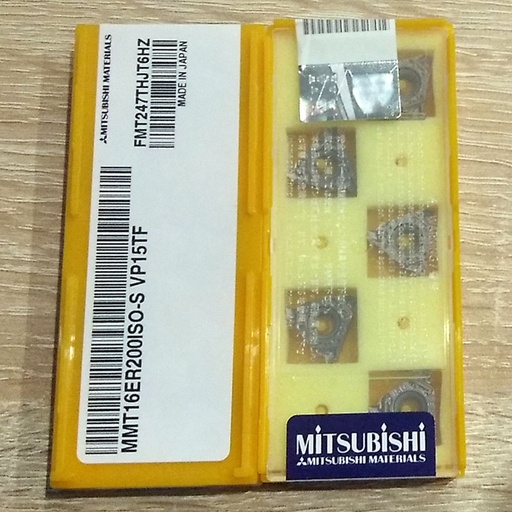 MITSUBISHI MATERIALS
FMT247THJT6HZ
MADE IN JAPAN
MMT16ER200ISO-S VP15TF
MITSUBISHI
MITSUBISHI MATERIALS